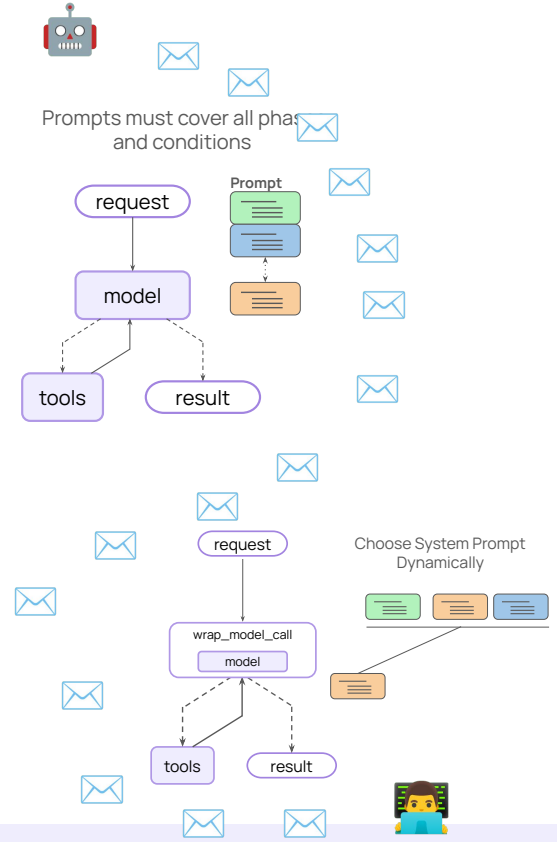 Prompts must cover all phas
and conditions
Prompt
request
model
tools
result
request
Choose System Prompt
Dynamically
wrap_model_call
model
tools
result